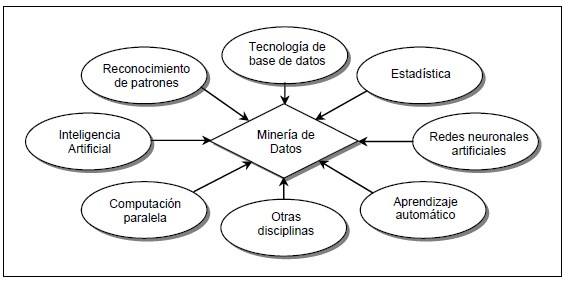 Tecnología de
base de datos
Reconocimiento
de patrones
Estadística
Inteligencia
Artificial
Minería de
Datos
Redes neuronales
artificiales
Computación
paralela
Otras
disciplinas
Aprendizaje
automático